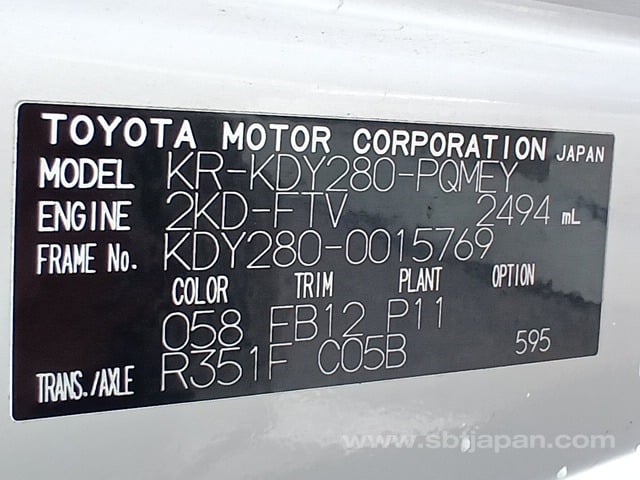 TOYOTA MOTOR CORPORATION JAPAN
MODEL KR-KDY280-PQMEY
ENGINE 2KD-FTV 2494 mL
FRAME No. KDY280-0015769
COLOR TRIM PLANT OPTION
058 FB12 P11
TRANS./AXLE R351F C05B 595
www.sbijapan.com